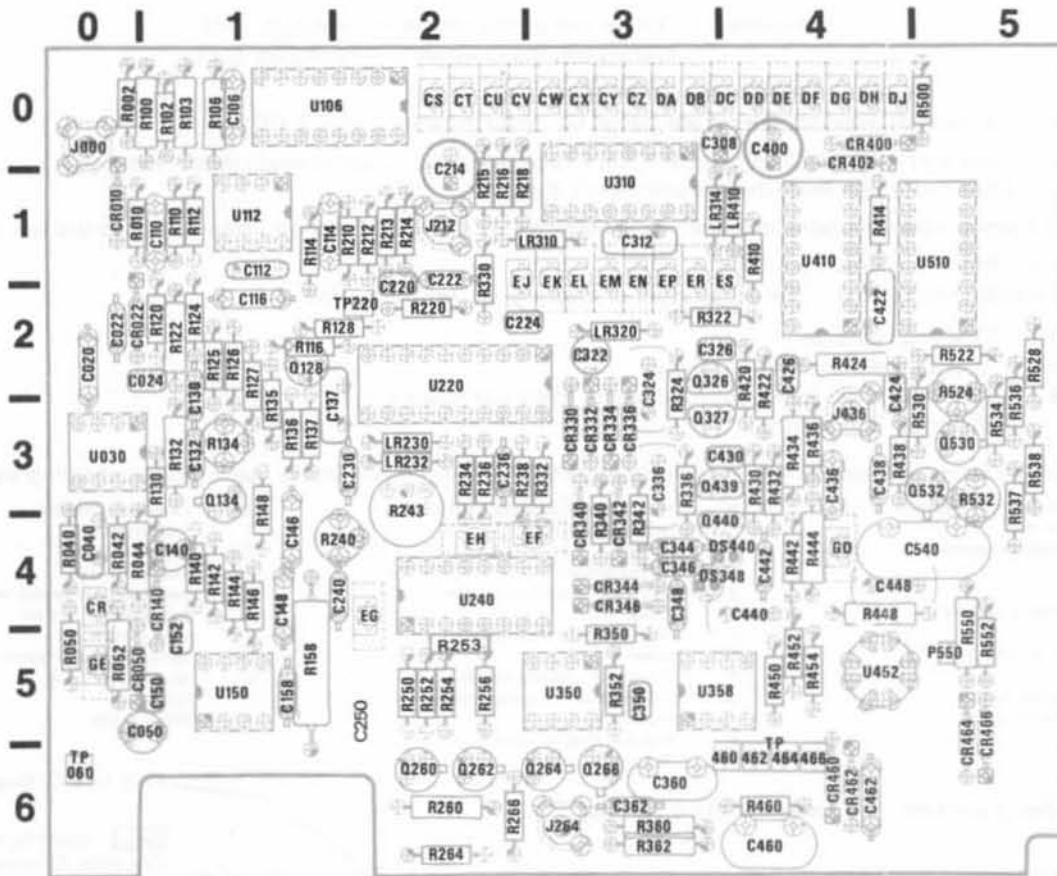 0 1 2 3 4 5
0
R002 R100 R102 R103 R106 C106 U106 CS CT CU CV CW CX CY CZ DA DB DC DD DE DF DG DH DJ R500
J000 C214 C308 C400 CR400
CR402
1
CR010 R010 C110 R110 R112 U112 R114 C114 R210 R212 R213 R214 J212 R215 R216 R218 U310 LR314 LR410 R410 U410 R414 U510
LR310 C312
C112 C220 C222 R330 EJ EK EL EM EN EP ER ES
2
C020 C022 CR022 R120 R122 R124 C116 TP220 R220 C224 LR320 R322 C422
R128
R116 C322 C326 R424 R522 R528
C024 C130 R125 R126 R127 R135 Q128 C137 U220 C324 R324 Q326 R420 R422 C426 C424 R524
3
U030 R130 R132 C132 R134 R136 R137 Q327 J436 R530 R534 R536
LR230 CR330 CR332 CR334 CR336 C430 R434 R436 Q530
LR232 C230 R234 R236 C236 R238 R332 C336 R336 Q439 R430 R432 C436 C438 R438 Q532 R532 R537 R538
Q134 R148 R243
4
R040 C040 R042 R044 C140 R140 R142 R144 R146 C146 R240 EH EF CR340 R340 CR342 R342 Q440 DS440 C442 R442 R444 GD C540
C344
C346 DS348 C448
CR CR140 C148 C240 EG U240 CR344 C348 C440 R448
CR346
5
R050 GE R052 CR050 C150 C152 U150 C158 R158 R253 R350 R452 R454 U452 P550 R550 R552
C250 R250 R252 R254 R256 U350 R352 C350 U358 R450
C050 CR464 CR466
6
TP
060 Q260 Q262 Q264 Q266 C360 TP
460 462 464 466 CR460 CR462 C462
R260 R266 J264 C362 R460
R360
R264 R362 C460